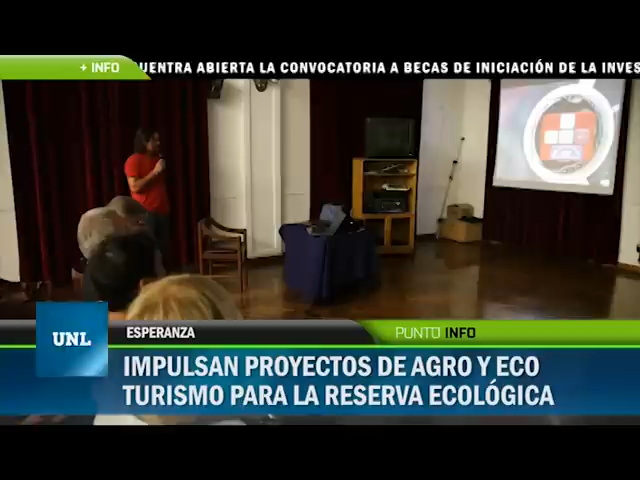 + INFO
UENTRA ABIERTA LA CONVOCATORIA A BECAS DE INICIACIÓN DE LA INVES
UNL
ESPERANZA
PUNTO INFO
IMPULSAN PROYECTOS DE AGRO Y ECO
TURISMO PARA LA RESERVA ECOLÓGICA